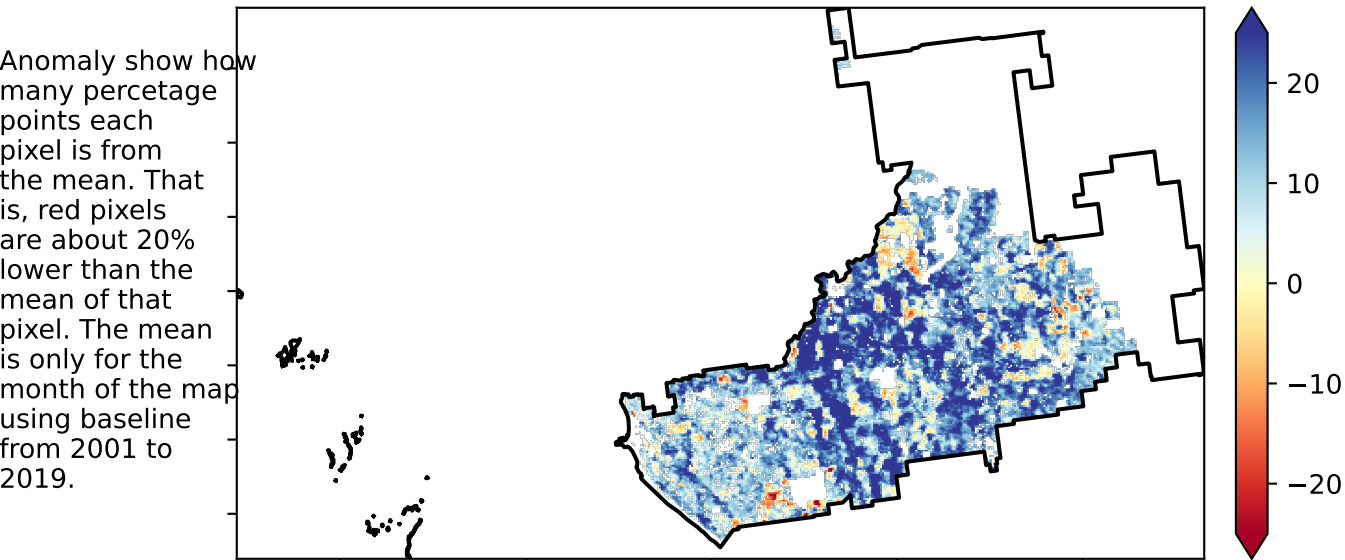 Anomaly show how
many percetage
points each
pixel is from
the mean. That
is, red pixels
are about 20%
lower than the
mean of that
pixel. The mean
is only for the
month of the map
using baseline
from 2001 to
2019.
20
10
0
−10
−20